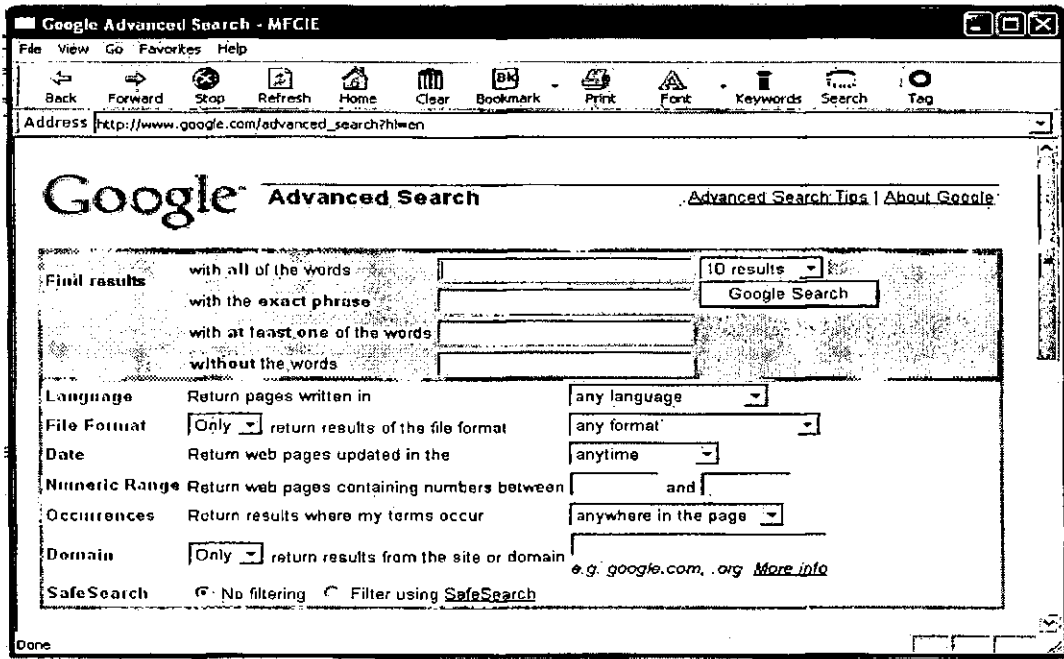 Google Advanced Search - MFCIE
File View Go Favorites Help
Back Forward Stop Refresh Home Clear Bookmark Print Font Keywords Search Tag
Address http://www.google.com/advanced_search?hl=en
Google Advanced Search Advanced Search Tips | About Google
Find results with all of the words 10 results
Google Search
with the exact phrase
with at least one of the words
without the words
Language Return pages written in any language
File Format Only return results of the file format any format
Date Return web pages updated in the anytime
Numeric Range Return web pages containing numbers between and
Occurrences Return results where my terms occur anywhere in the page
Domain Only return results from the site or domain
e.g. google.com, .org More info
SafeSearch No filtering Filter using SafeSearch
Done